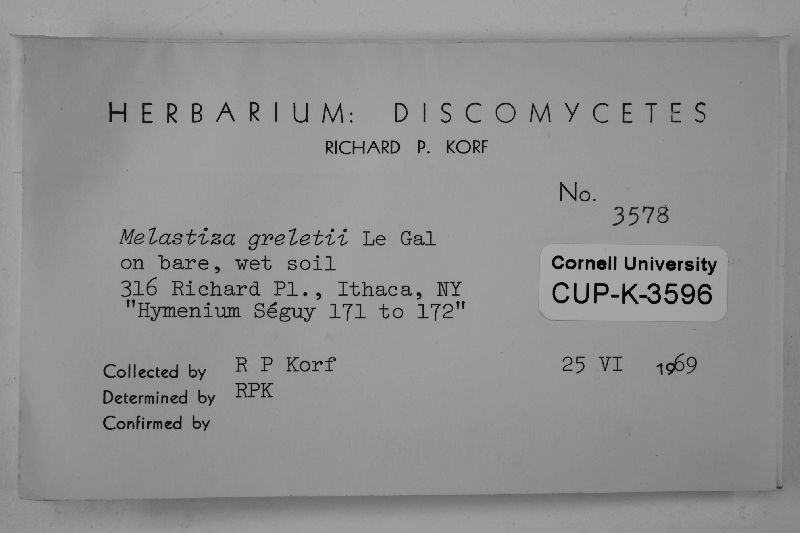 HERBARIUM: DISCOMYCETES
RICHARD P. KORF
No. 3578
Melastiza greletii Le Gal
on bare, wet soil
316 Richard Pl., Ithaca, NY
"Hymenium Séguy 171 to 172"
Cornell University
CUP-K-3596
Collected by R P Korf 25 VI 1969
Determined by RPK
Confirmed by